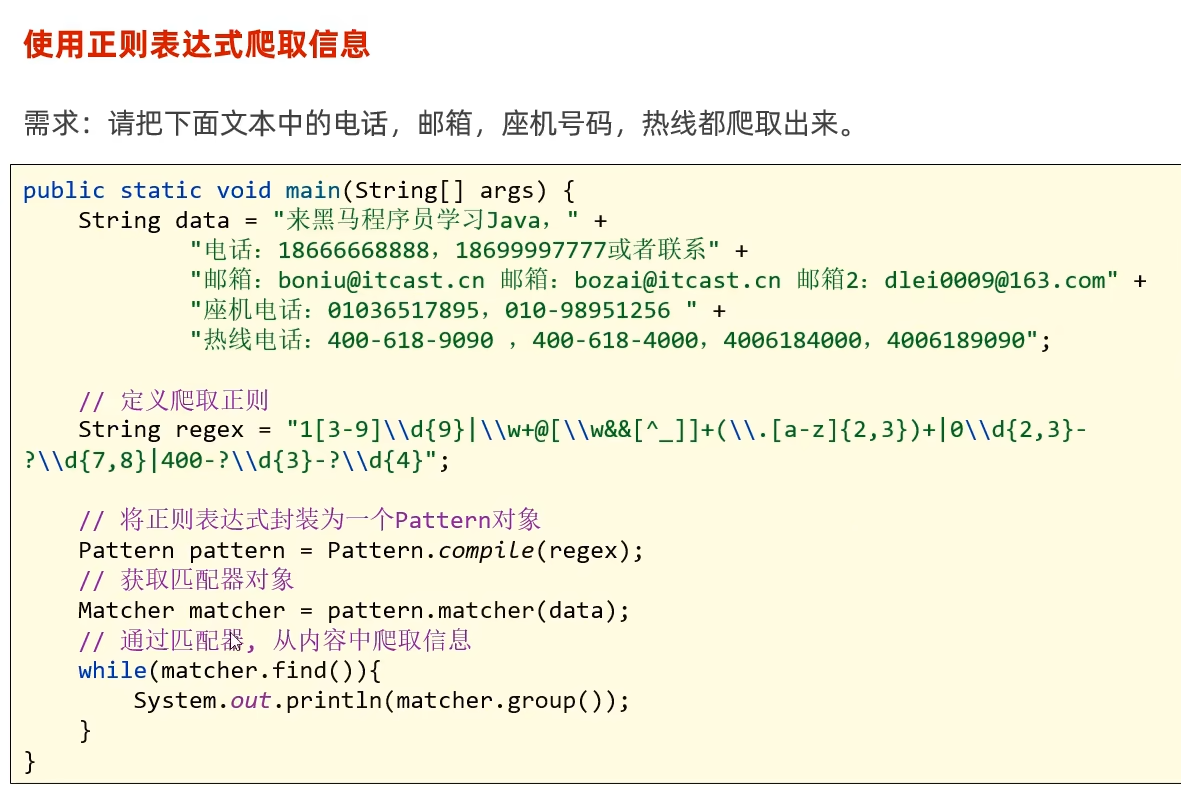 使用正则表达式爬取信息
需求：请把下面文本中的电话，邮箱，座机号码，热线都爬取出来。
public static void main(String[] args) {
    String data = "来黑马程序员学习Java，" +
            "电话：18666668888，18699997777或者联系" +
            "邮箱：boniu@itcast.cn 邮箱：bozai@itcast.cn 邮箱2：dlei0009@163.com" +
            "座机电话：01036517895，010-98951256 " +
            "热线电话：400-618-9090 ，400-618-4000，4006184000，4006189090";
    // 定义爬取正则
    String regex = "1[3-9]\\d{9}|\\w+@[\\w&&[^_]]+(\\.[a-z]{2,3})+|0\\d{2,3}-
?\\d{7,8}|400-?\\d{3}-?\\d{4}";
    // 将正则表达式封装为一个Pattern对象
    Pattern pattern = Pattern.compile(regex);
    // 获取匹配器对象
    Matcher matcher = pattern.matcher(data);
    // 通过匹配器, 从内容中爬取信息
    while(matcher.find()){
        System.out.println(matcher.group());
    }
}